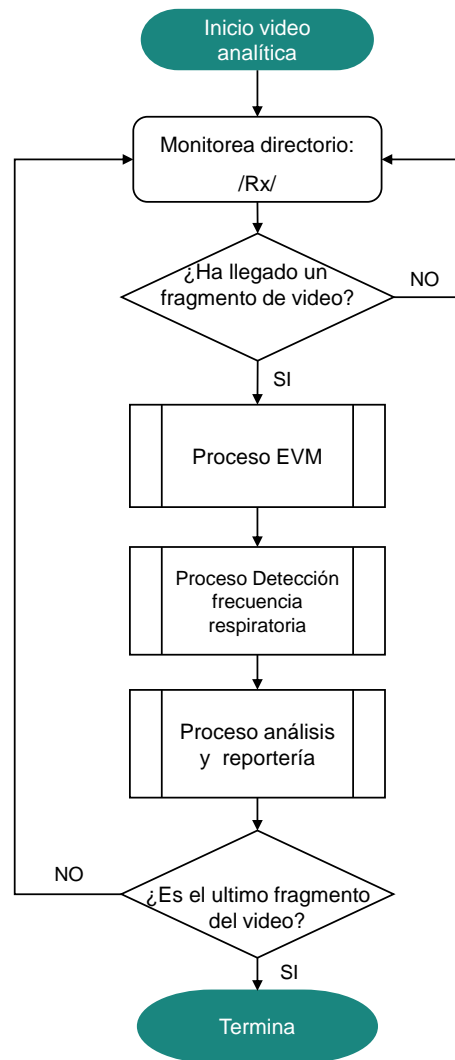 Inicio video
analítica
Monitorea directorio:
/Rx/
¿Ha llegado un
fragmento de video?
NO
SI
Proceso EVM
Proceso Detección
frecuencia
respiratoria
Proceso análisis
y reportería
NO
¿Es el ultimo fragmento
del video?
SI
Termina